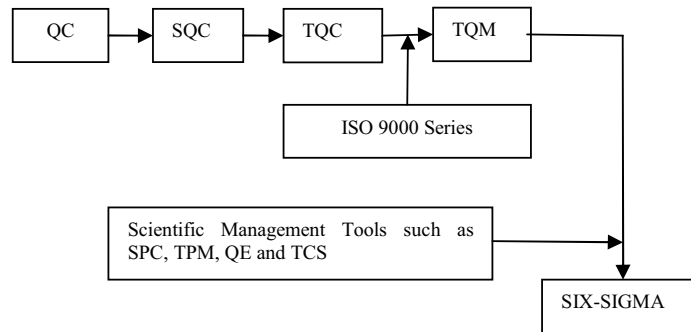 QC
SQC
TQC
TQM
ISO 9000 Series
Scientific Management Tools such as
SPC, TPM, QE and TCS
SIX-SIGMA